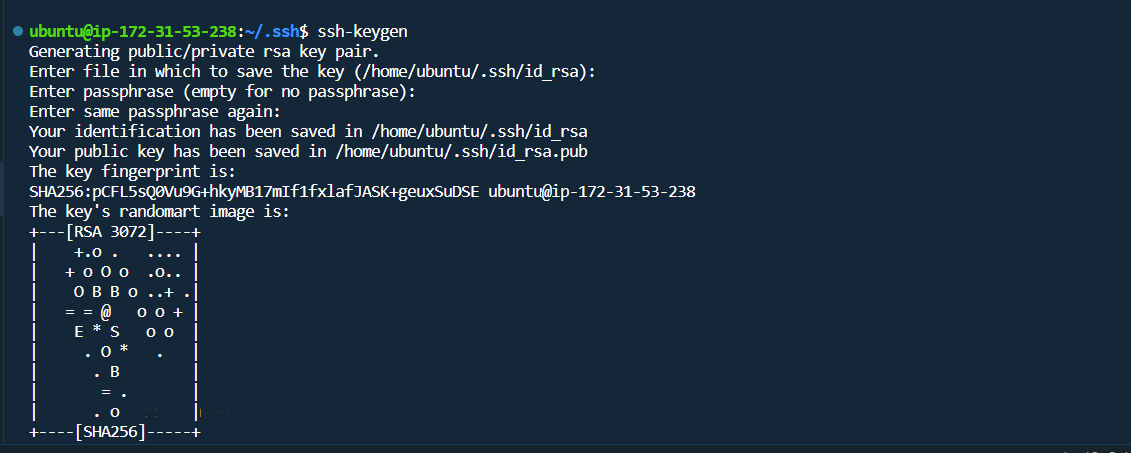 ubuntu@ip-172-31-53-238:~/.ssh$ ssh-keygen
Generating public/private rsa key pair.
Enter file in which to save the key (/home/ubuntu/.ssh/id_rsa):
Enter passphrase (empty for no passphrase):
Enter same passphrase again:
Your identification has been saved in /home/ubuntu/.ssh/id_rsa
Your public key has been saved in /home/ubuntu/.ssh/id_rsa.pub
The key fingerprint is:
SHA256:pCFL5sQ0Vu9G+hkyMB17mIf1fxlafJASK+geuxSuDSE ubuntu@ip-172-31-53-238
The key's randomart image is:
+---[RSA 3072]----+
|    +.o .   .... |
|   + o O o  .o.. |
|    O B B o ..+ .|
|   = = @   o o + |
|    E * S   o o  |
|     . O *   .   |
|      . B        |
|       = .       |
|      . o        |
+----[SHA256]-----+